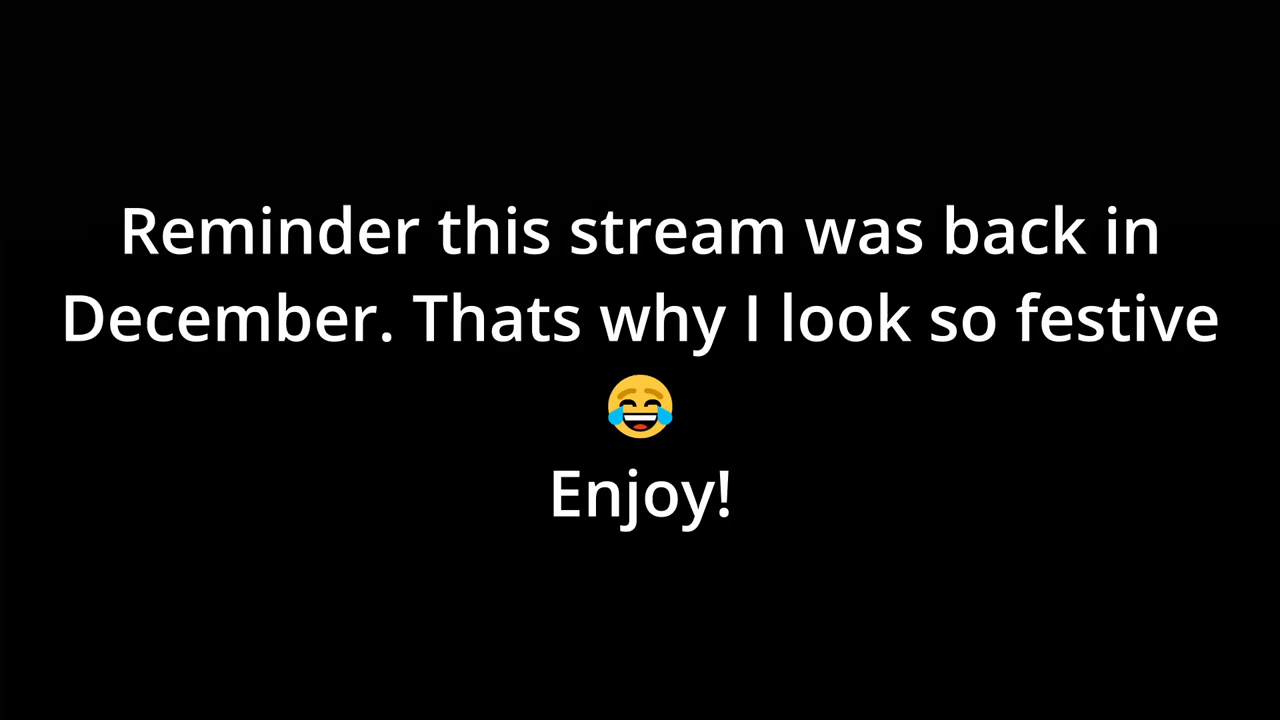 Reminder this stream was back in
December. Thats why I look so festive
😂
Enjoy!